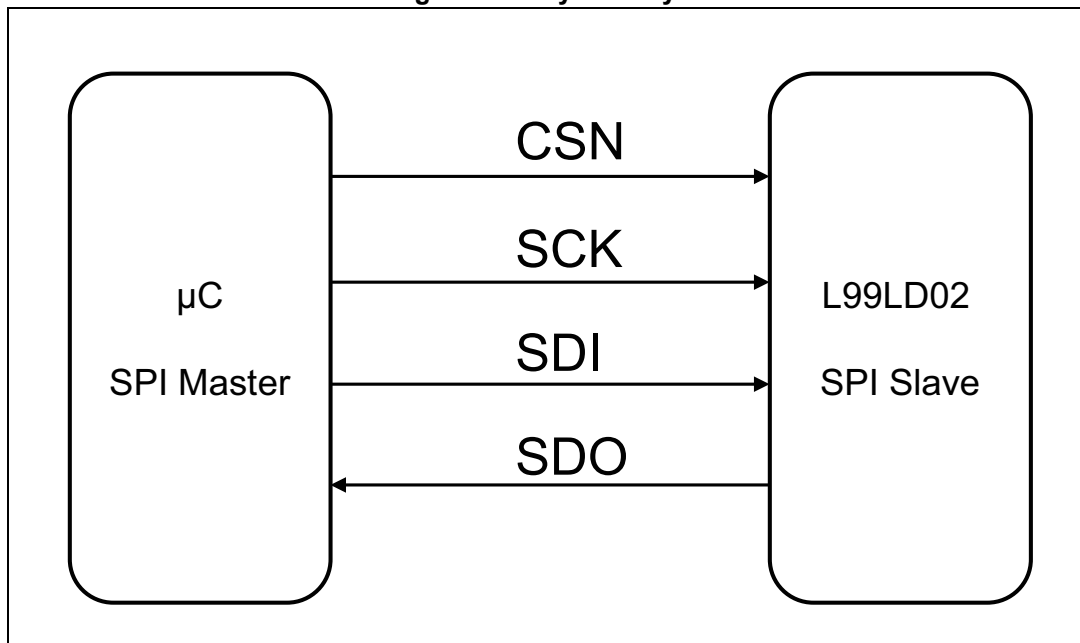 CSN
SCK
µC
L99LD02
SDI
SPI Master
SPI Slave
SDO